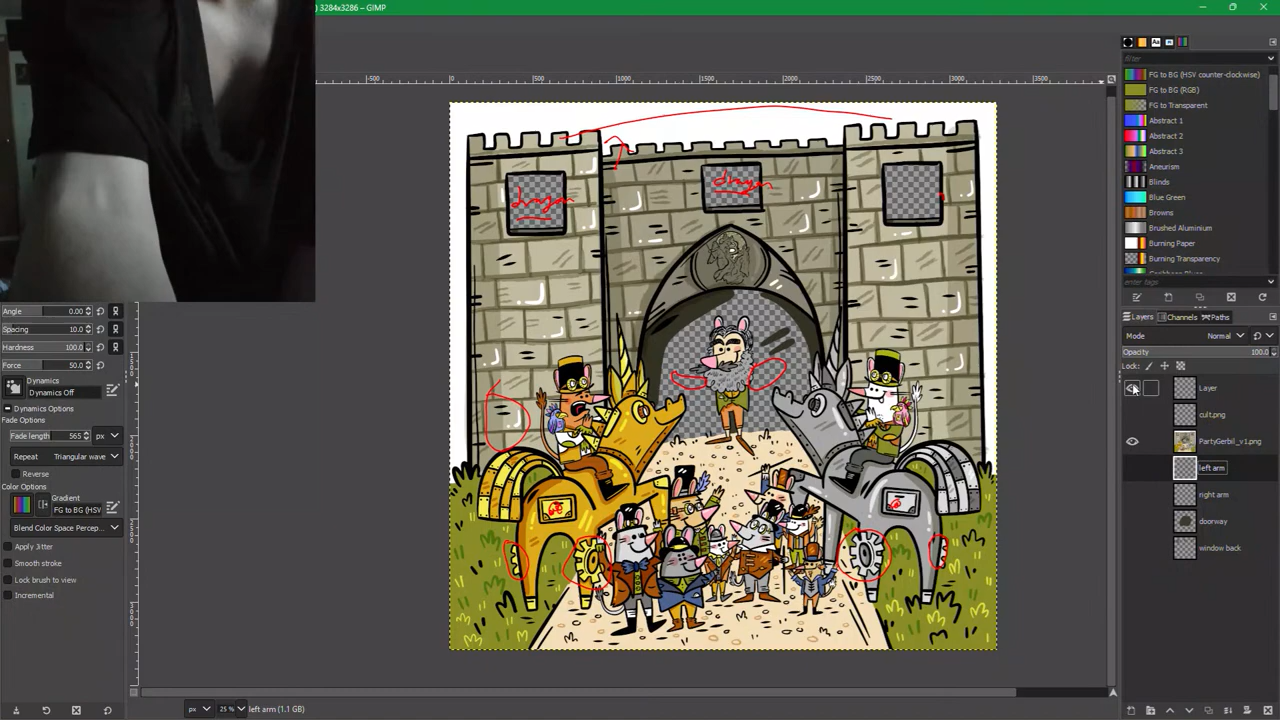 3284x3286 – GIMP
-500 0 500 1000 1500 2000 2500 3000 3500
filter
FG to BG (HSV counter-clockwise)
FG to BG (RGB)
FG to Transparent
Abstract 1
Abstract 2
Abstract 3
Aneurism
Blinds
Blue Green
Browns
Brushed Aluminum
Burning Paper
Burning Transparency
enter tags
Layers Channels Paths
Mode Normal
Opacity 100.0
Lock:
Layer
cult.png
PartyGerbil_v1.png
left arm
right arm
doorway
window back
Angle 0.00
Spacing 10.0
Hardness 100.0
Force 50.0
Dynamics
Dynamics Off
Dynamics Options
Fade Options
Fade length 565 px
Repeat Triangular wave
Reverse
Color Options
Gradient
FG to BG (HSV
Blend Color Space Percep...
Apply Jitter
Smooth stroke
Lock brush to view
Incremental
dragon
dragon
px 25 % left arm (1.1 GB)